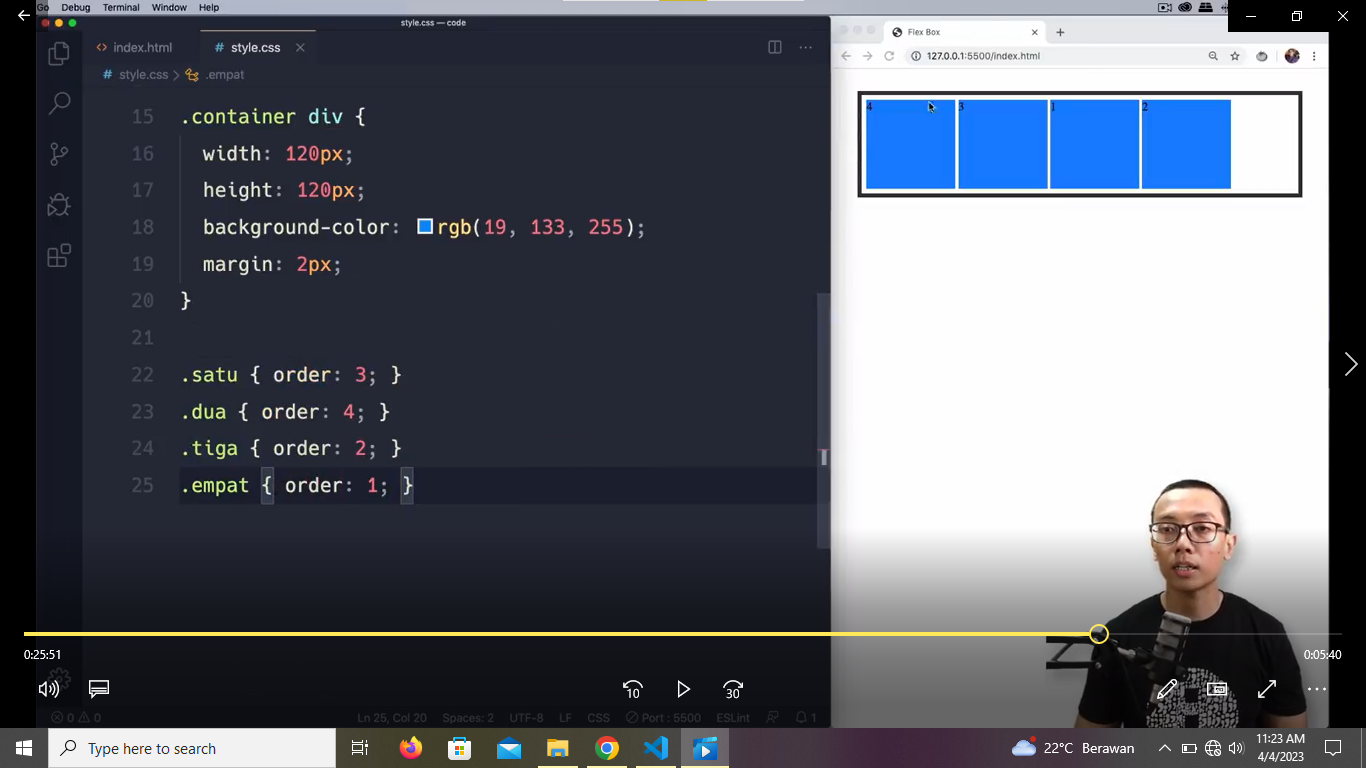 Go Debug Terminal Window Help
style.css — code
index.html
style.css
style.css > .empat
15 .container div {
16 width: 120px;
17 height: 120px;
18 background-color: rgb(19, 133, 255);
19 margin: 2px;
20 }
21
22 .satu { order: 3; }
23 .dua { order: 4; }
24 .tiga { order: 2; }
25 .empat { order: 1; }
Flex Box
127.0.0.1:5500/index.html
4 3 1 2
0:25:51
0:05:40
10
30
0 0
Ln 25, Col 20 Spaces: 2 UTF-8 LF CSS Port : 5500 ESLint 1
Type here to search
22°C Berawan
11:23 AM
4/4/2023